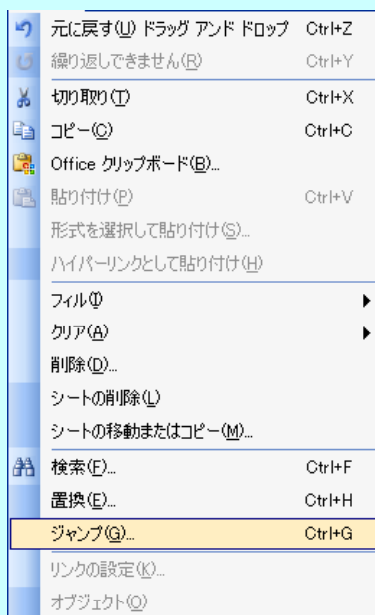 元に戻す(U) ドラッグ アンド ドロップ Ctrl+Z
繰り返しできません(R) Ctrl+Y
切り取り(T) Ctrl+X
コピー(C) Ctrl+C
Office クリップボード(B)...
貼り付け(P) Ctrl+V
形式を選択して貼り付け(S)...
ハイパーリンクとして貼り付け(H)
フィル(I)
クリア(A)
削除(D)...
シートの削除(L)
シートの移動またはコピー(M)...
検索(F)... Ctrl+F
置換(E)... Ctrl+H
ジャンプ(G)... Ctrl+G
リンクの設定(K)...
オブジェクト(O)